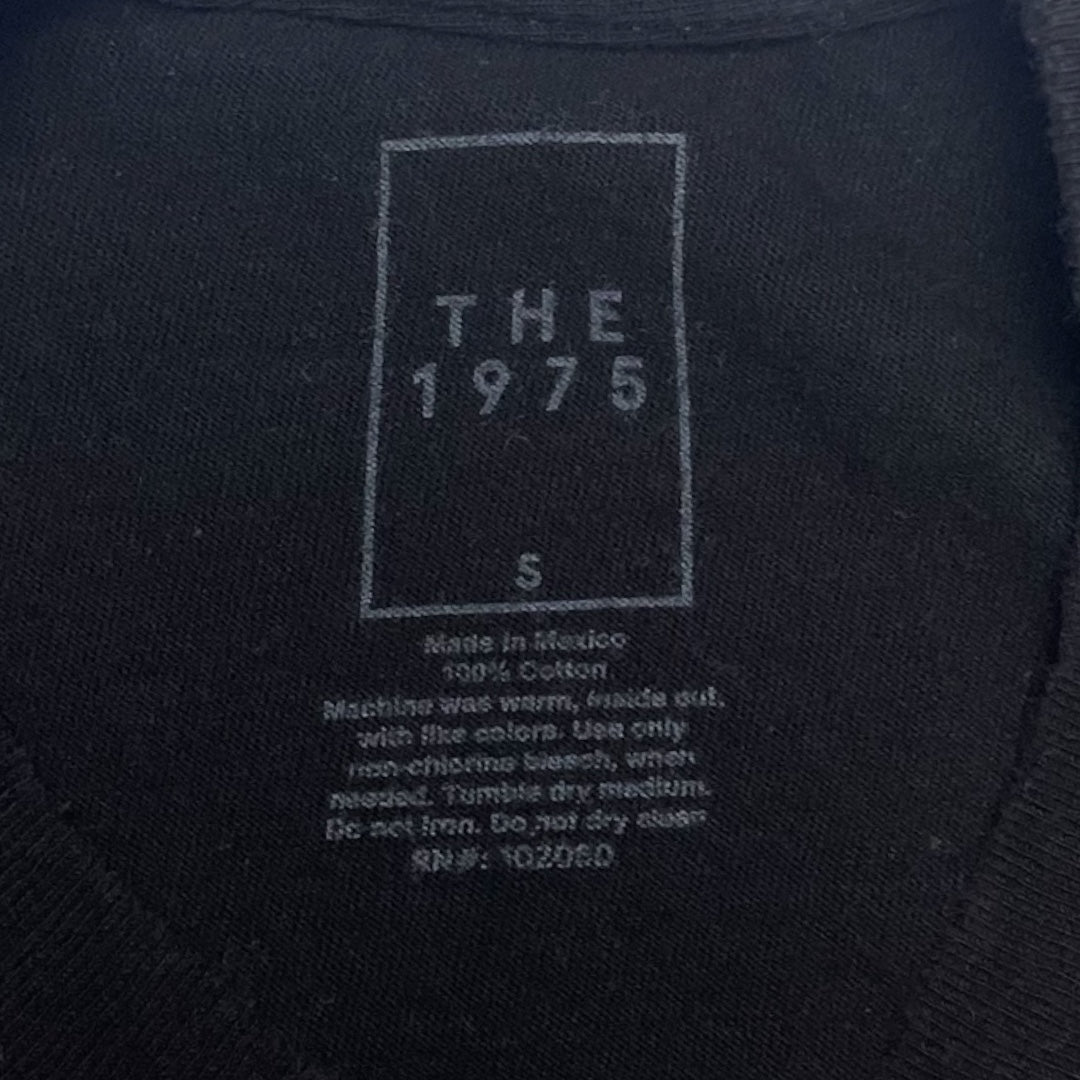 THE
1975
S
Made in Mexico
100% Cotton
Machine was warm, inside out,
with like colors. Use only
non-chlorine bleach, when
needed. Tumble dry medium.
Do not iron. Do not dry clean
RN#: 102080